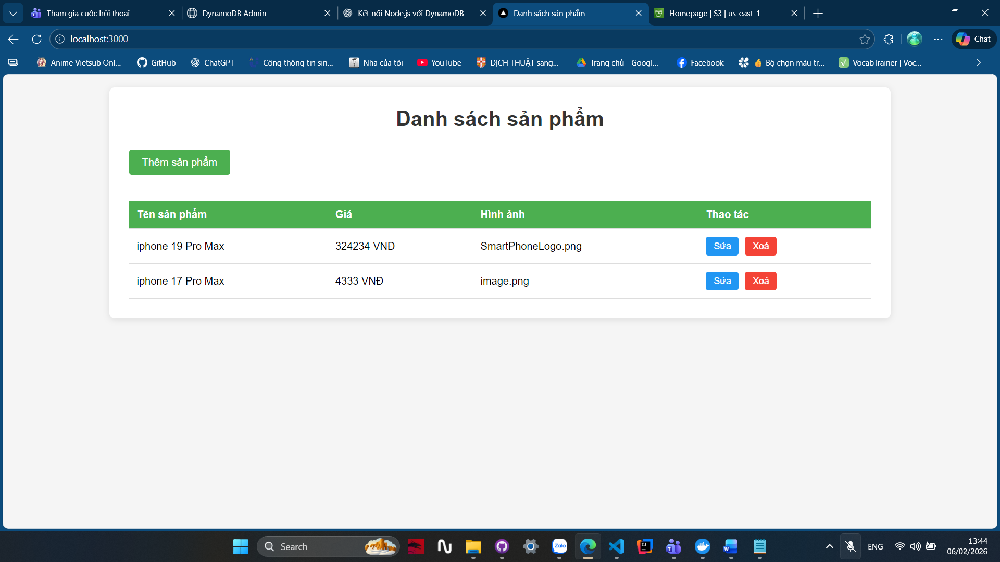 Tham gia cuộc hội thoại
DynamoDB Admin
Kết nối Node.js với DynamoDB
Danh sách sản phẩm
Homepage | S3 | us-east-1
localhost:3000
Chat
Anime Vietsub Onl...
GitHub
ChatGPT
Cổng thông tin sin...
Nhà của tôi
YouTube
DỊCH THUẬT sang...
Trang chủ - Googl...
Facebook
👍 Bộ chọn màu tr...
VocabTrainer | Voc...
Danh sách sản phẩm
Thêm sản phẩm
Tên sản phẩm Giá Hình ảnh Thao tác
iphone 19 Pro Max 324234 VNĐ SmartPhoneLogo.png Sửa Xoá
iphone 17 Pro Max 4333 VNĐ image.png Sửa Xoá
Search
Zalo
ENG
13:44
06/02/2026